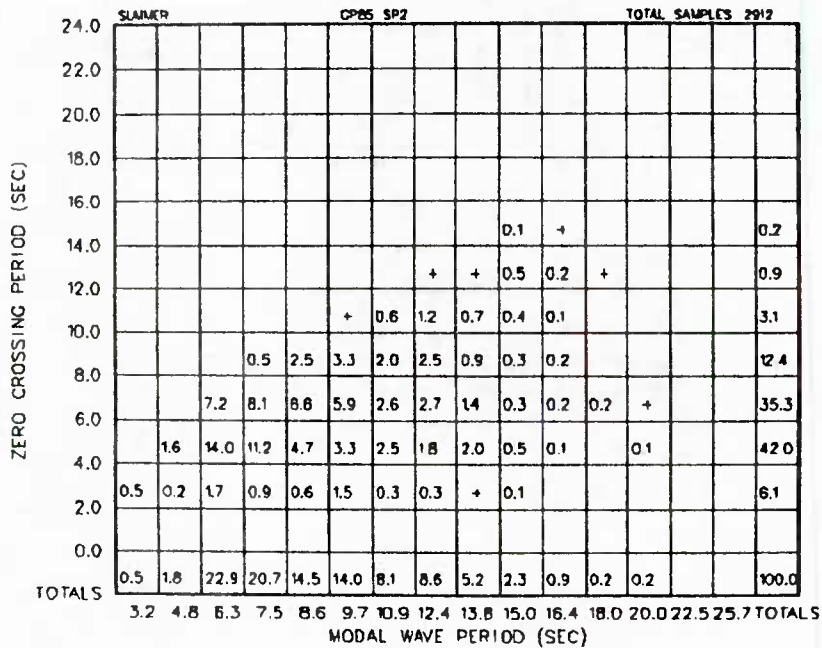 SUMMER GP85 SP2 TOTAL SAMPLES 2912
24.0
22.0
20.0
18.0
16.0
0.1 + 0.2
14.0
+ + 0.5 0.2 + 0.9
12.0
+ 0.6 1.2 0.7 0.4 0.1 3.1
10.0
0.5 2.5 3.3 2.0 2.5 0.9 0.3 0.2 12.4
8.0
7.2 8.1 6.6 5.9 2.6 2.7 1.4 0.3 0.2 0.2 + 35.3
6.0
1.6 14.0 11.2 4.7 3.3 2.5 1.8 2.0 0.5 0.1 0.1 42.0
4.0
0.5 0.2 1.7 0.9 0.6 1.5 0.3 0.3 + 0.1 6.1
2.0
0.0
0.5 1.8 22.9 20.7 14.5 14.0 8.1 8.6 5.2 2.3 0.9 0.2 0.2 100.0
TOTALS
3.2 4.8 6.3 7.5 8.6 9.7 10.9 12.4 13.8 15.0 16.4 18.0 20.0 22.5 25.7 TOTALS
MODAL WAVE PERIOD (SEC)
ZERO CROSSING PERIOD (SEC)